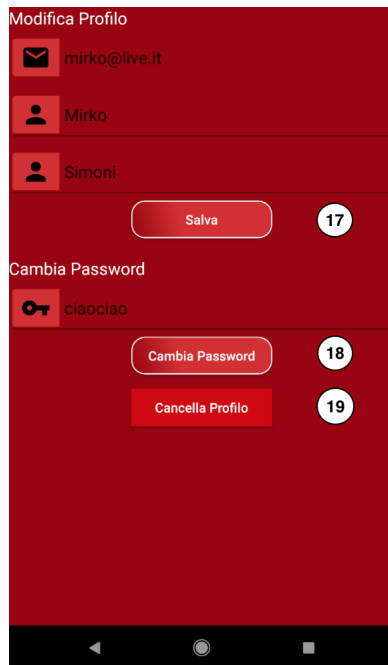 Modifica Profilo
mirko@live.it
Mirko
Simoni
Salva 17
Cambia Password
ciaociao
Cambia Password 18
Cancella Profilo 19